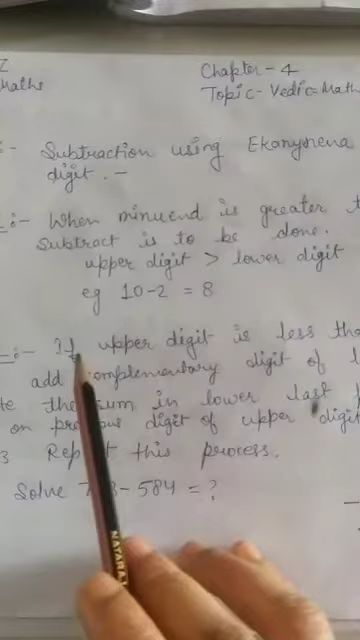 I Chapter - 4
Maths Topic - Vedic Math
:- Subtraction using Ekanyunena
digit. -
:- When minuend is greater
Subtract is to be done.
upper digit > lower digit
eg 10-2 = 8
:- If upper digit is less
add complementary digit of
the sum in lower last
on previous digit of upper digit
3 Repeat this process.
Solve - 584 = ?
NATARAJ